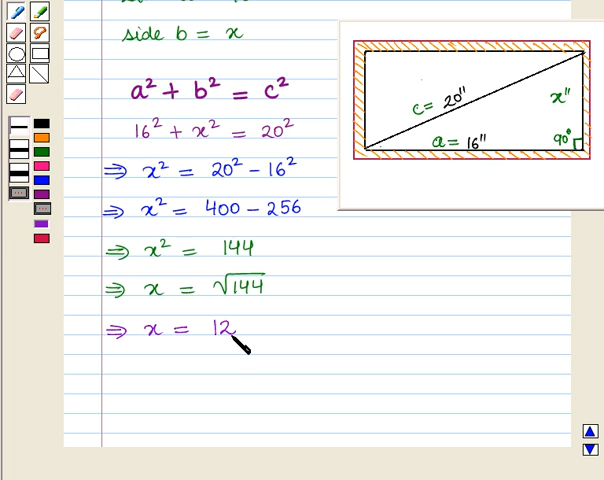 side b = x
a² + b² = c²
16² + x² = 20²
⇒ x² = 20² − 16²
⇒ x² = 400 − 256
⇒ x² = 144
⇒ x = √144
⇒ x = 12
c = 20"
x"
a = 16"
90°